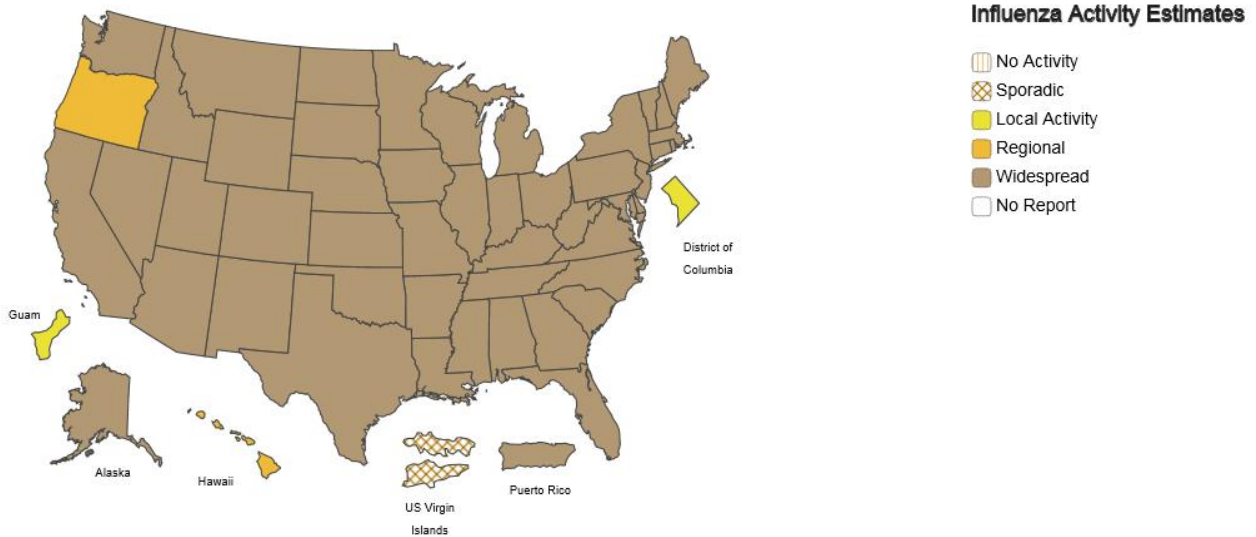 Influenza Activity Estimates
No Activity
Sporadic
Local Activity
Regional
Widespread
No Report
District of
Columbia
Guam
Alaska
Hawaii
US Virgin
Islands
Puerto Rico